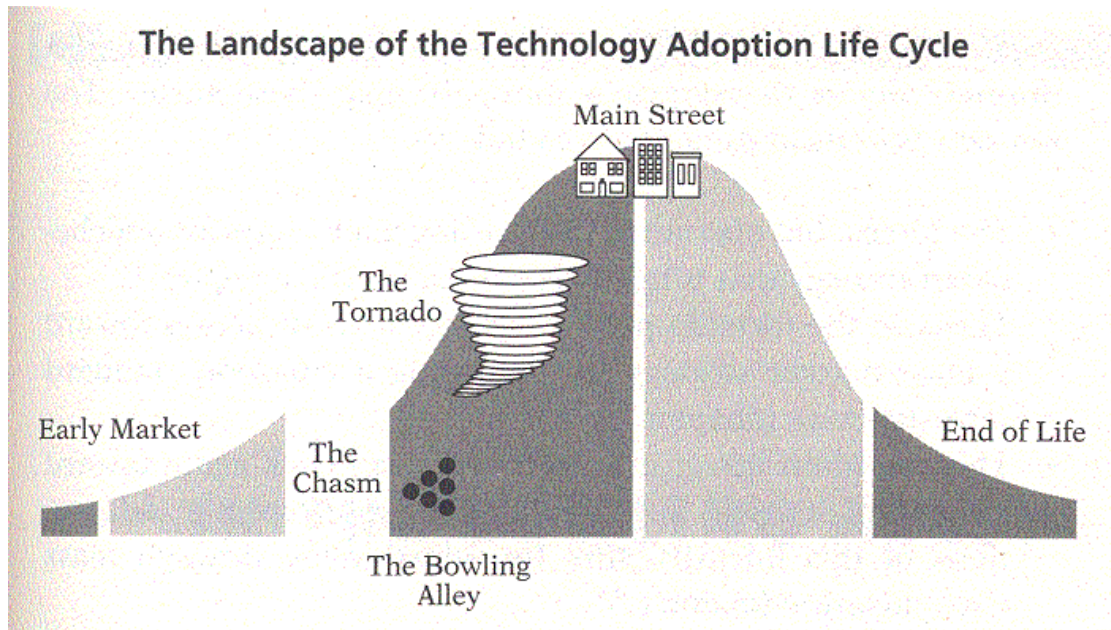 The Landscape of the Technology Adoption Life Cycle
Main Street
The
Tornado
Early Market
The
Chasm
End of Life
The Bowling
Alley